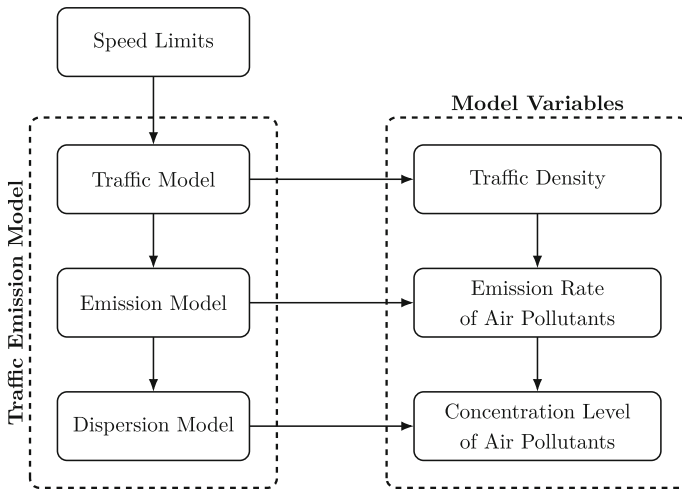 Speed Limits
Model Variables
Traffic Emission Model
Traffic Model
Traffic Density
Emission Model
Emission Rate
of Air Pollutants
Dispersion Model
Concentration Level
of Air Pollutants